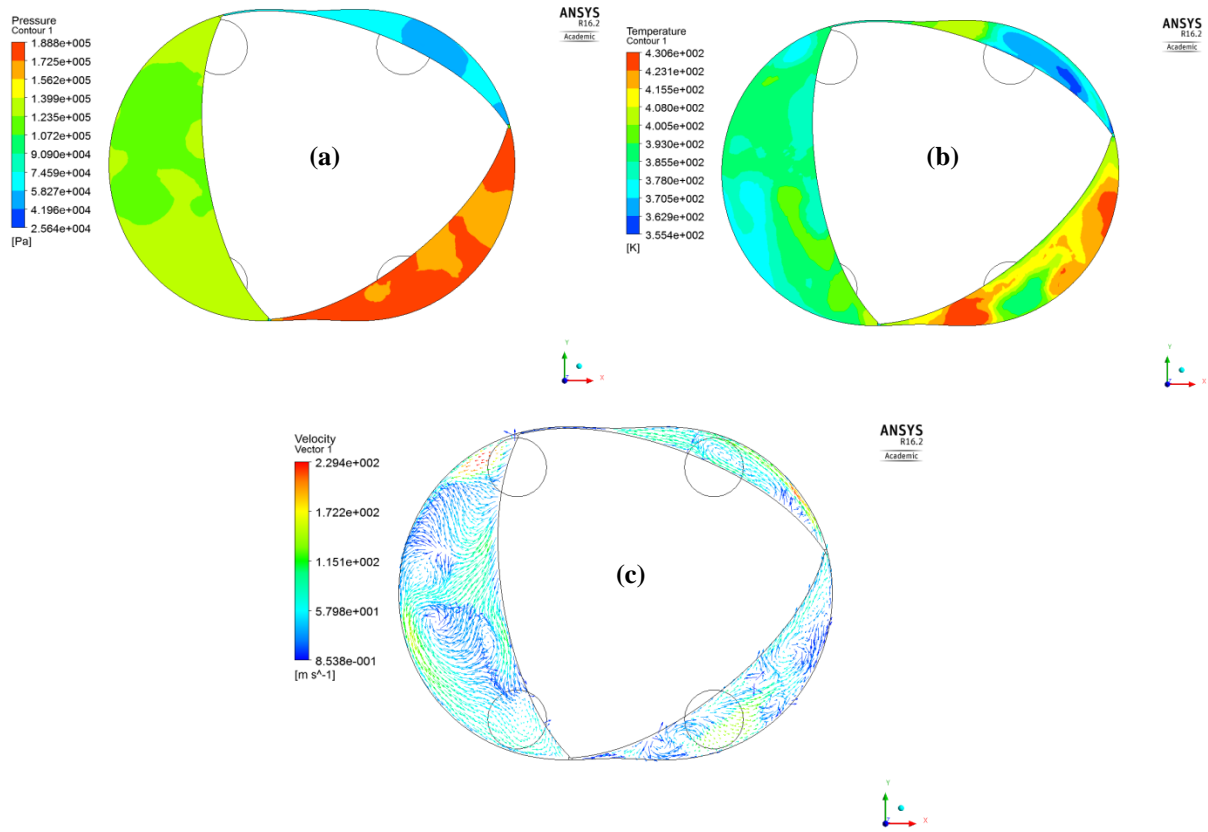 Pressure
Contour 1
1.888e+005
1.725e+005
1.562e+005
1.399e+005
1.235e+005
1.072e+005
9.090e+004
7.459e+004
5.827e+004
4.196e+004
2.564e+004
[Pa]
(a)
ANSYS
R16.2
Academic
Y
Z
X
Temperature
Contour 1
4.306e+002
4.231e+002
4.155e+002
4.080e+002
4.005e+002
3.930e+002
3.855e+002
3.780e+002
3.705e+002
3.629e+002
3.554e+002
[K]
(b)
ANSYS
R16.2
Academic
Y
Z
X
Velocity
Vector 1
2.294e+002
1.722e+002
1.151e+002
5.798e+001
8.538e-001
[m s^-1]
(c)
ANSYS
R16.2
Academic
Y
Z
X